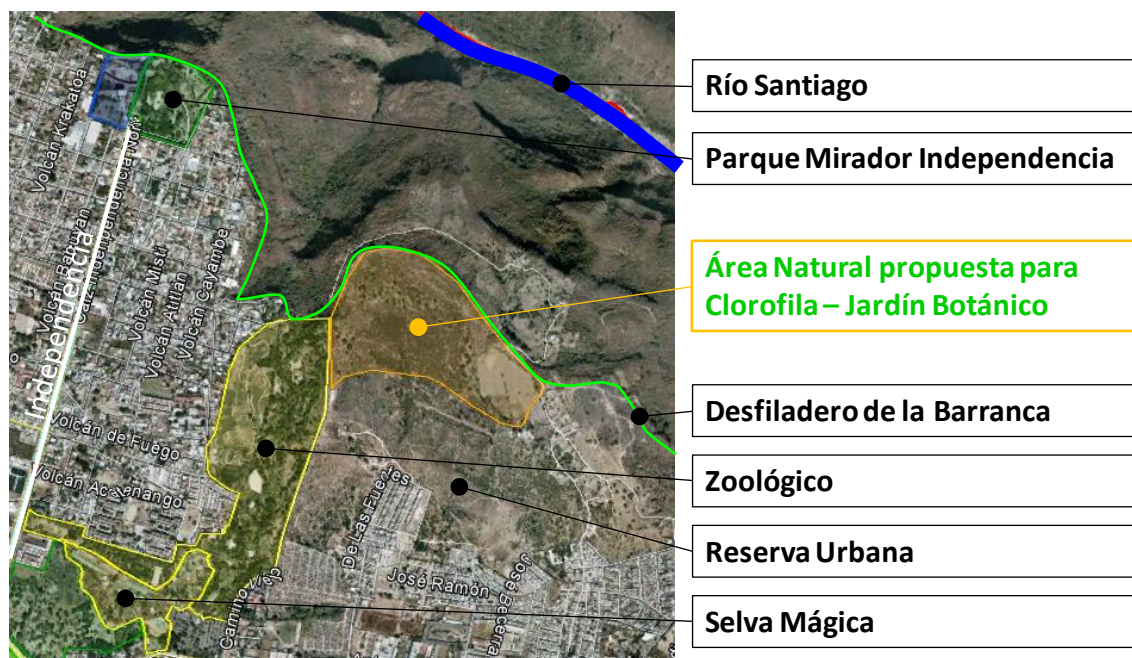 Río Santiago
Parque Mirador Independencia
Área Natural propuesta para
Clorofila – Jardín Botánico
Desfiladero de la Barranca
Zoológico
Reserva Urbana
Selva Mágica
Volcán Krakatoa
Independencia
Volcán Misti
Volcán Atitlán
Volcán Cayambe
Volcán de Fuego
De Las Fuentes
José Ramón
José Becerra
Camino Viejo